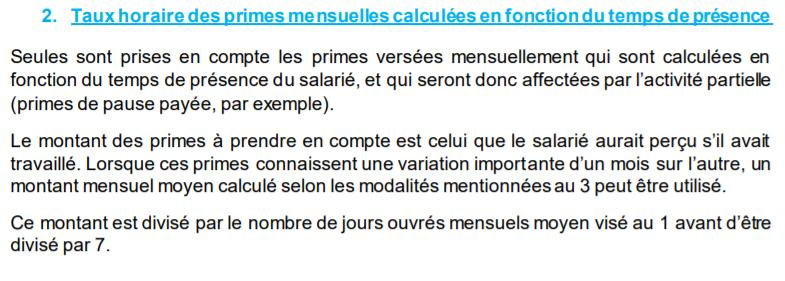 2. Taux horaire des primes mensuelles calculées en fonction du temps de présence
Seules sont prises en compte les primes versées mensuellement qui sont calculées en
fonction du temps de présence du salarié, et qui seront donc affectées par l'activité partielle
(primes de pause payée, par exemple).
Le montant des primes à prendre en compte est celui que le salarié aurait perçu s'il avait
travaillé. Lorsque ces primes connaissent une variation importante d'un mois sur l'autre, un
montant mensuel moyen calculé selon les modalités mentionnées au 3 peut être utilisé.
Ce montant est divisé par le nombre de jours ouvrés mensuels moyen visé au 1 avant d'être
divisé par 7.